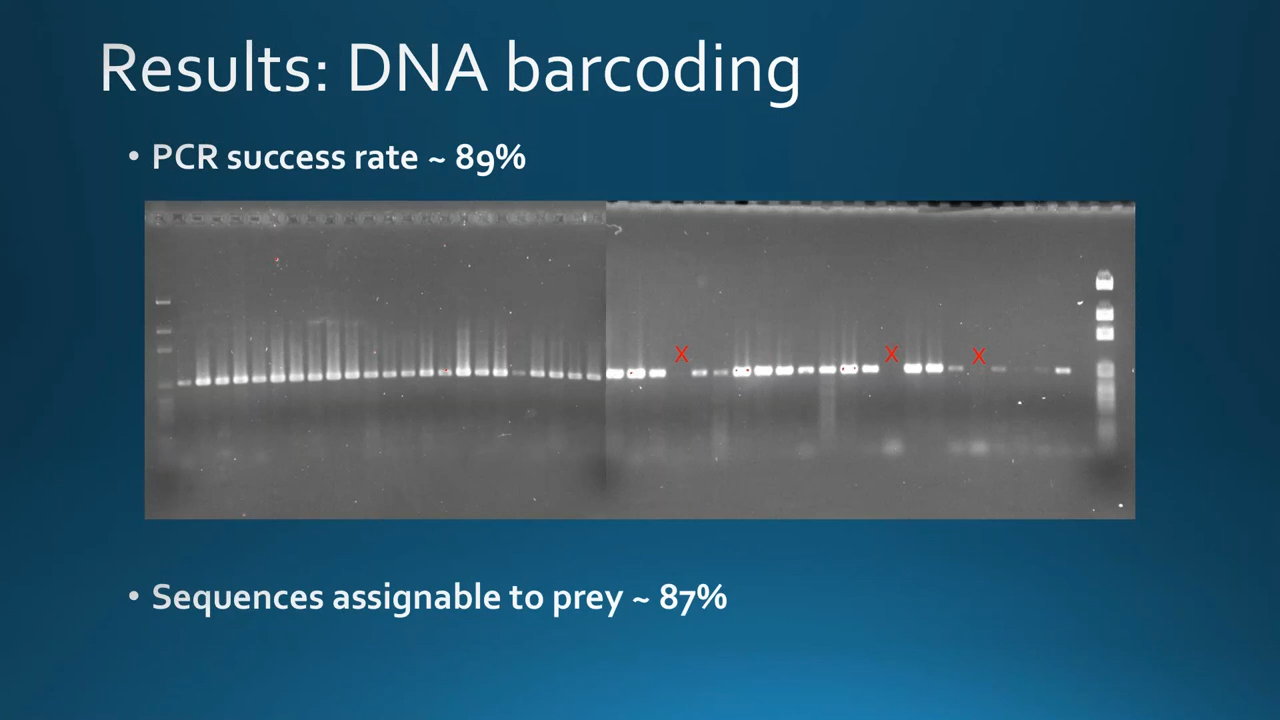 Results: DNA barcoding
• PCR success rate ~ 89%
X X X
• Sequences assignable to prey ~ 87%